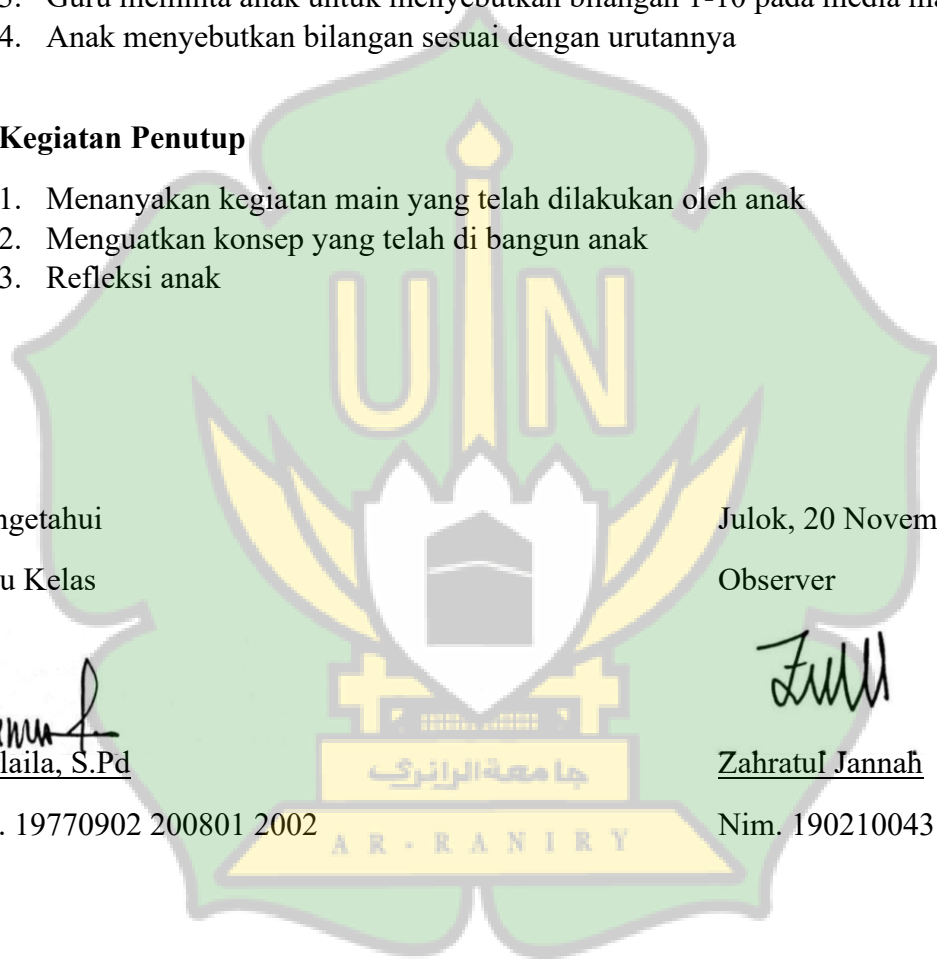 3. Guru meminta anak untuk menyebutkan bilangan 1-10 pada media
4. Anak menyebutkan bilangan sesuai dengan urutannya
Kegiatan Penutup
1. Menanyakan kegiatan main yang telah dilakukan oleh anak
2. Menguatkan konsep yang telah di bangun anak
3. Refleksi anak
UIN
ngetahui Julok, 20 Novem
u Kelas Observer
laila, S.Pd Zahratul Jannah
جامعة الرانري
. 19770902 200801 2002 Nim. 190210043
AR-RANIRY